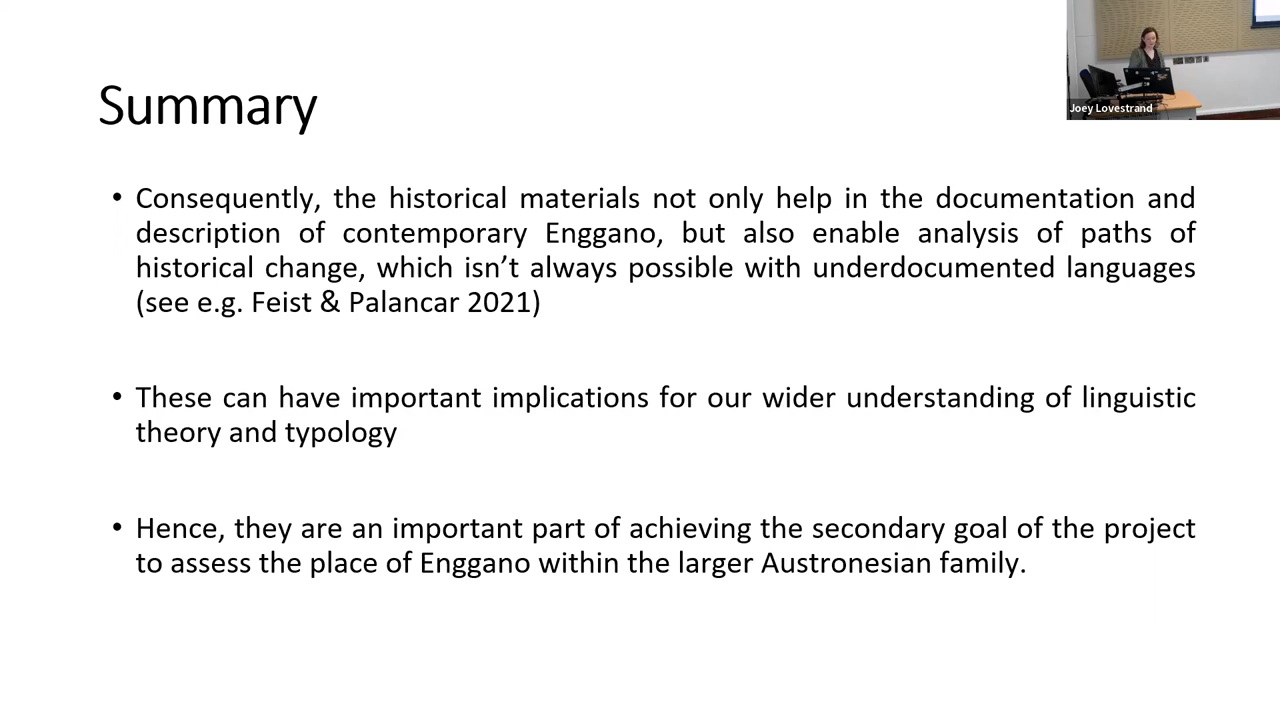 Joey Lovestrand
Summary
• Consequently, the historical materials not only help in the documentation and
description of contemporary Enggano, but also enable analysis of paths of
historical change, which isn’t always possible with underdocumented languages
(see e.g. Feist & Palancar 2021)
• These can have important implications for our wider understanding of linguistic
theory and typology
• Hence, they are an important part of achieving the secondary goal of the project
to assess the place of Enggano within the larger Austronesian family.